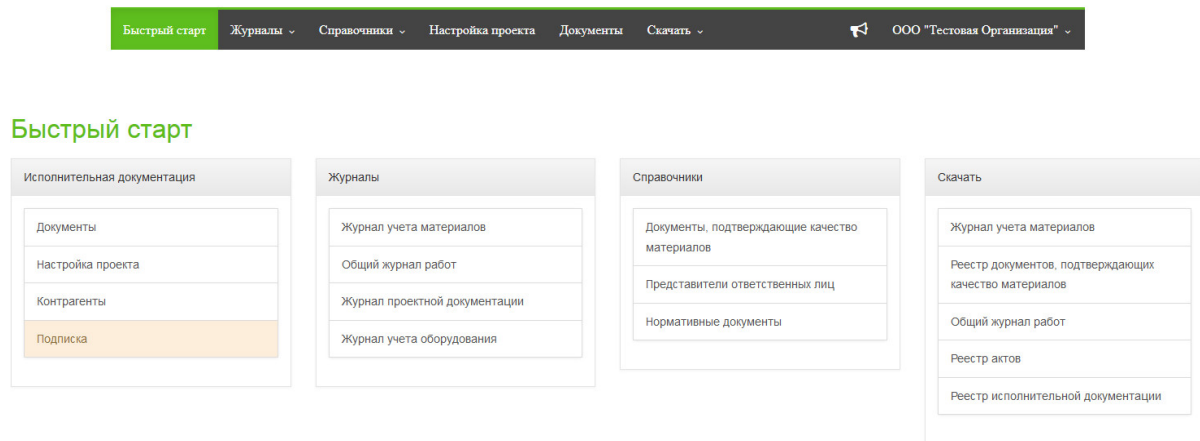 Быстрый старт Журналы Справочники Настройка проекта Документы Скачать ООО "Тестовая Организация"
Быстрый старт
Исполнительная документация
Документы
Настройка проекта
Контрагенты
Подписка
Журналы
Журнал учета материалов
Общий журнал работ
Журнал проектной документации
Журнал учета оборудования
Справочники
Документы, подтверждающие качество
материалов
Представители ответственных лиц
Нормативные документы
Скачать
Журнал учета материалов
Реестр документов, подтверждающих
качество материалов
Общий журнал работ
Реестр актов
Реестр исполнительной документации